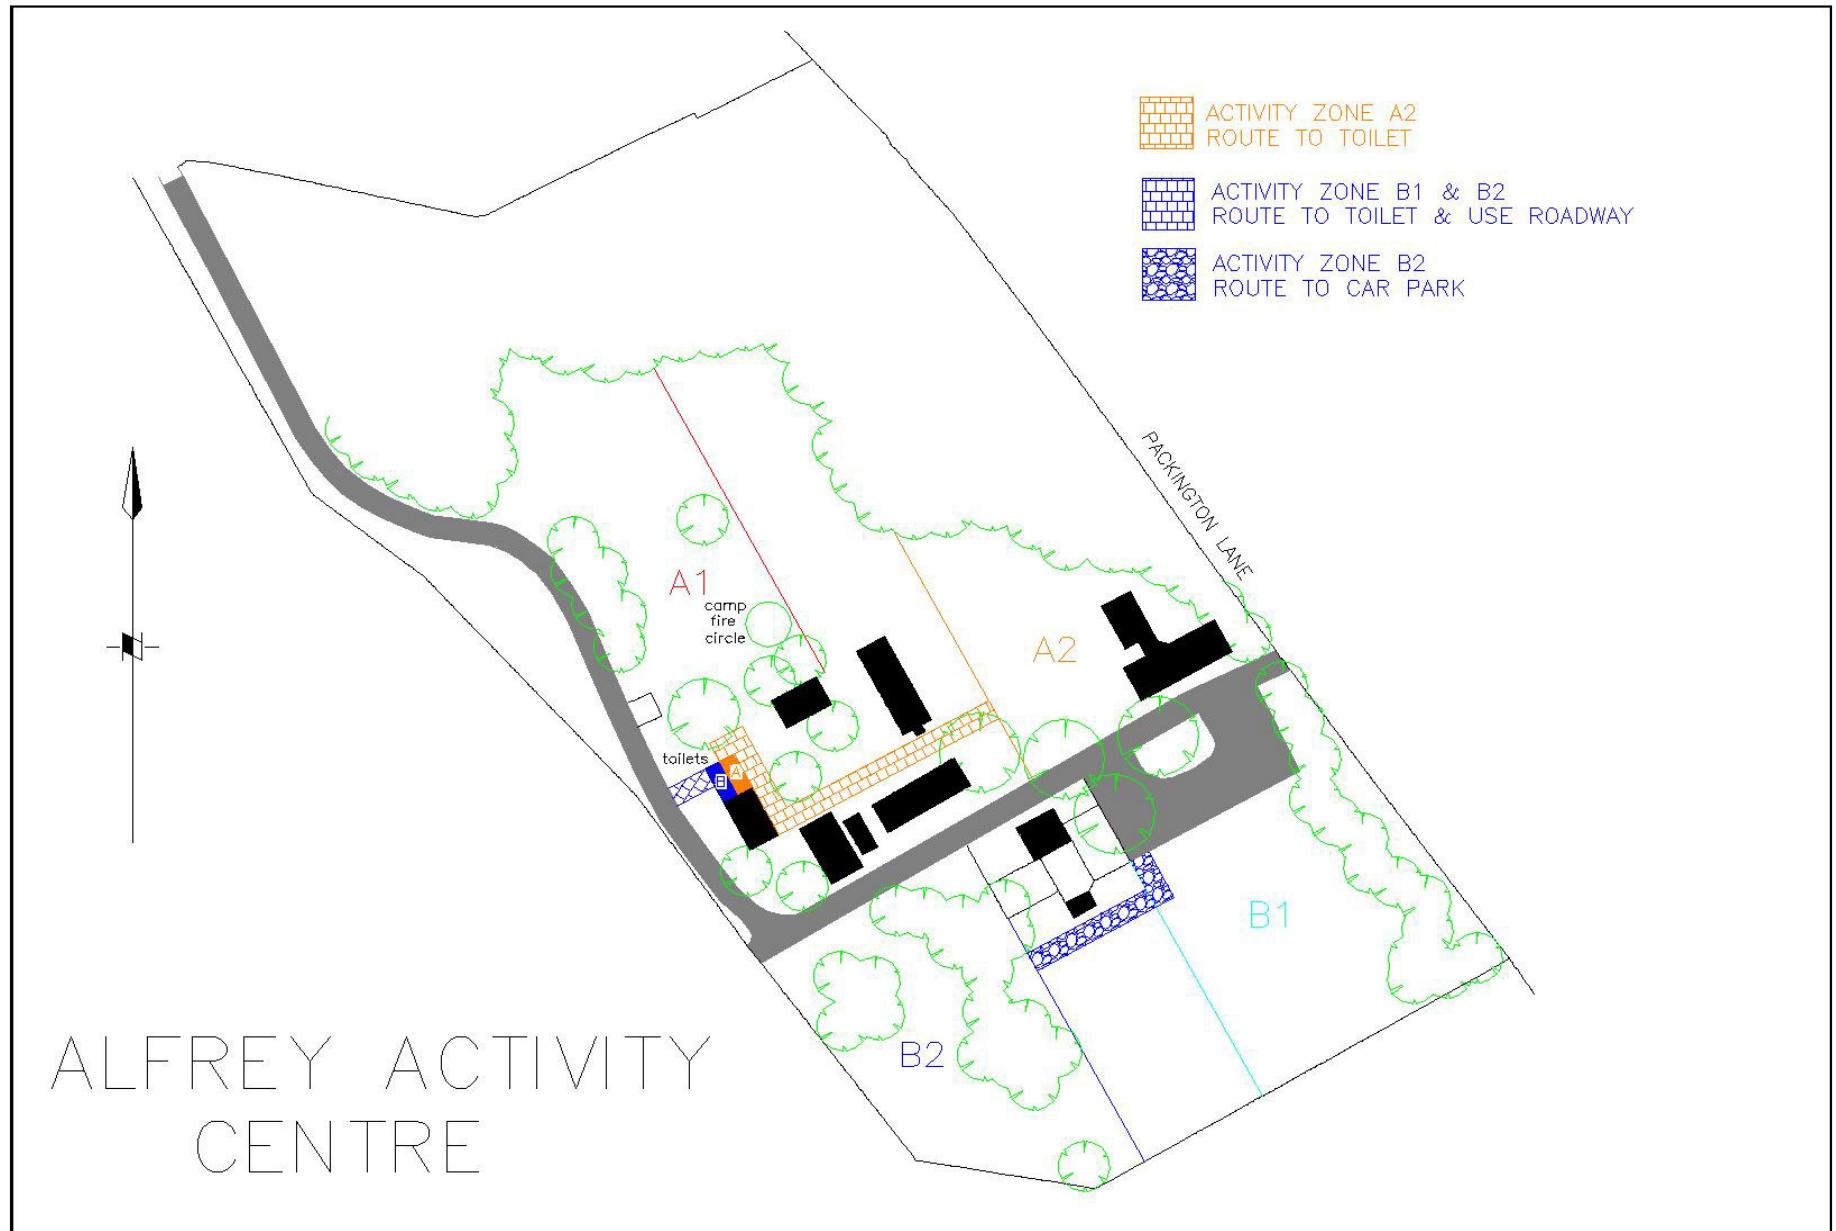 ACTIVITY ZONE A2
ROUTE TO TOILET
ACTIVITY ZONE B1 & B2
ROUTE TO TOILET & USE ROADWAY
ACTIVITY ZONE B2
ROUTE TO CAR PARK
PACKINGTON LANE
A1
camp
fire
circle
A2
toilets
A
B
B1
B2
ALFREY ACTIVITY
CENTRE